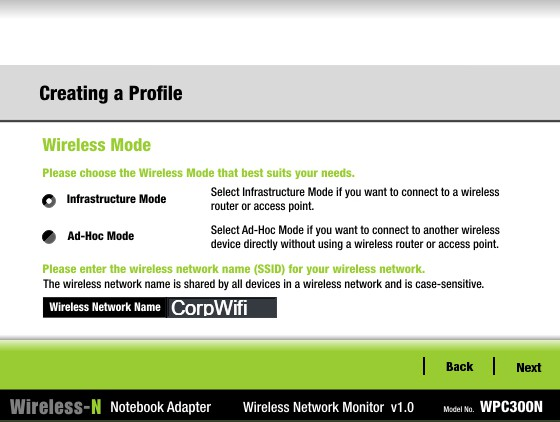 Creating a Profile
Wireless Mode
Please choose the Wireless Mode that best suits your needs.
Infrastructure Mode
Select Infrastructure Mode if you want to connect to a wireless
router or access point.
Ad-Hoc Mode
Select Ad-Hoc Mode if you want to connect to another wireless
device directly without using a wireless router or access point.
Please enter the wireless network name (SSID) for your wireless network.
The wireless network name is shared by all devices in a wireless network and is case-sensitive.
Wireless Network Name CorpWifi
Back Next
Wireless-N Notebook Adapter Wireless Network Monitor v1.0 Model No. WPC300N